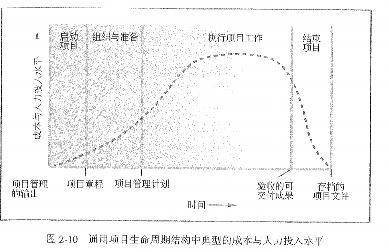 启动
项目
组织与准备
执行项目工作
结束
项目
成本与人力投入水平
项目管理
的输出
项目章程
项目管理计划
验收的可
交付成果
存档的
项目文件
时间
图 2-10 通用项目生命周期结构中典型的成本与人力投入水平